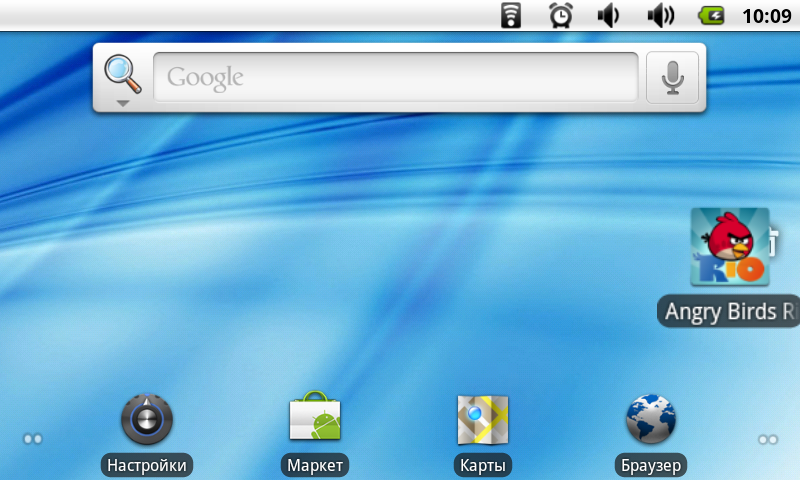 10:09
Google
RIO
Angry Birds R
Настройки
Маркет
Карты
Браузер